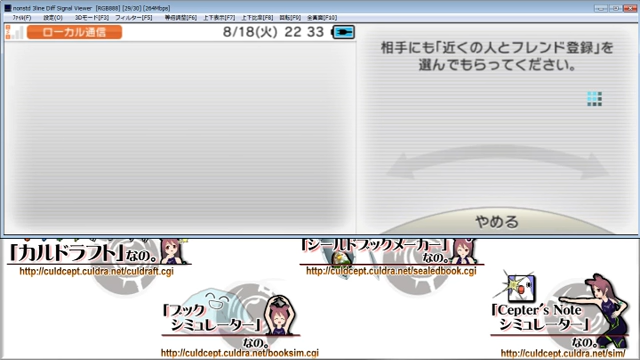 nonstd 3line Diff Signal Viewer [RGB888] [29/30] [264Mbps]
ﾌｧｲﾙ(F) 設定(O) 3Dモード[F3] フィルター[F5] 等倍調整[F6] 上下表示[F7] 上下比率[F8] 回転[F9] 全画面[F10]
ローカル通信 8/18(火) 22 33
相手にも「近くの人とフレンド登録」を
選んでもらってください。
やめる
「カルドラフト」なの。
http://culdcept.culdra.net/culdraft.cgi
「シールドブックメーカー」なの。
http://culdcept.culdra.net/sealedbook.cgi
「ブック
シミュレーター」
なの。
http://culdcept.culdra.net/booksim.cgi
「Cepter's Note
シミュレーター」
なの。
http://culdcept.culdra.net/sim/